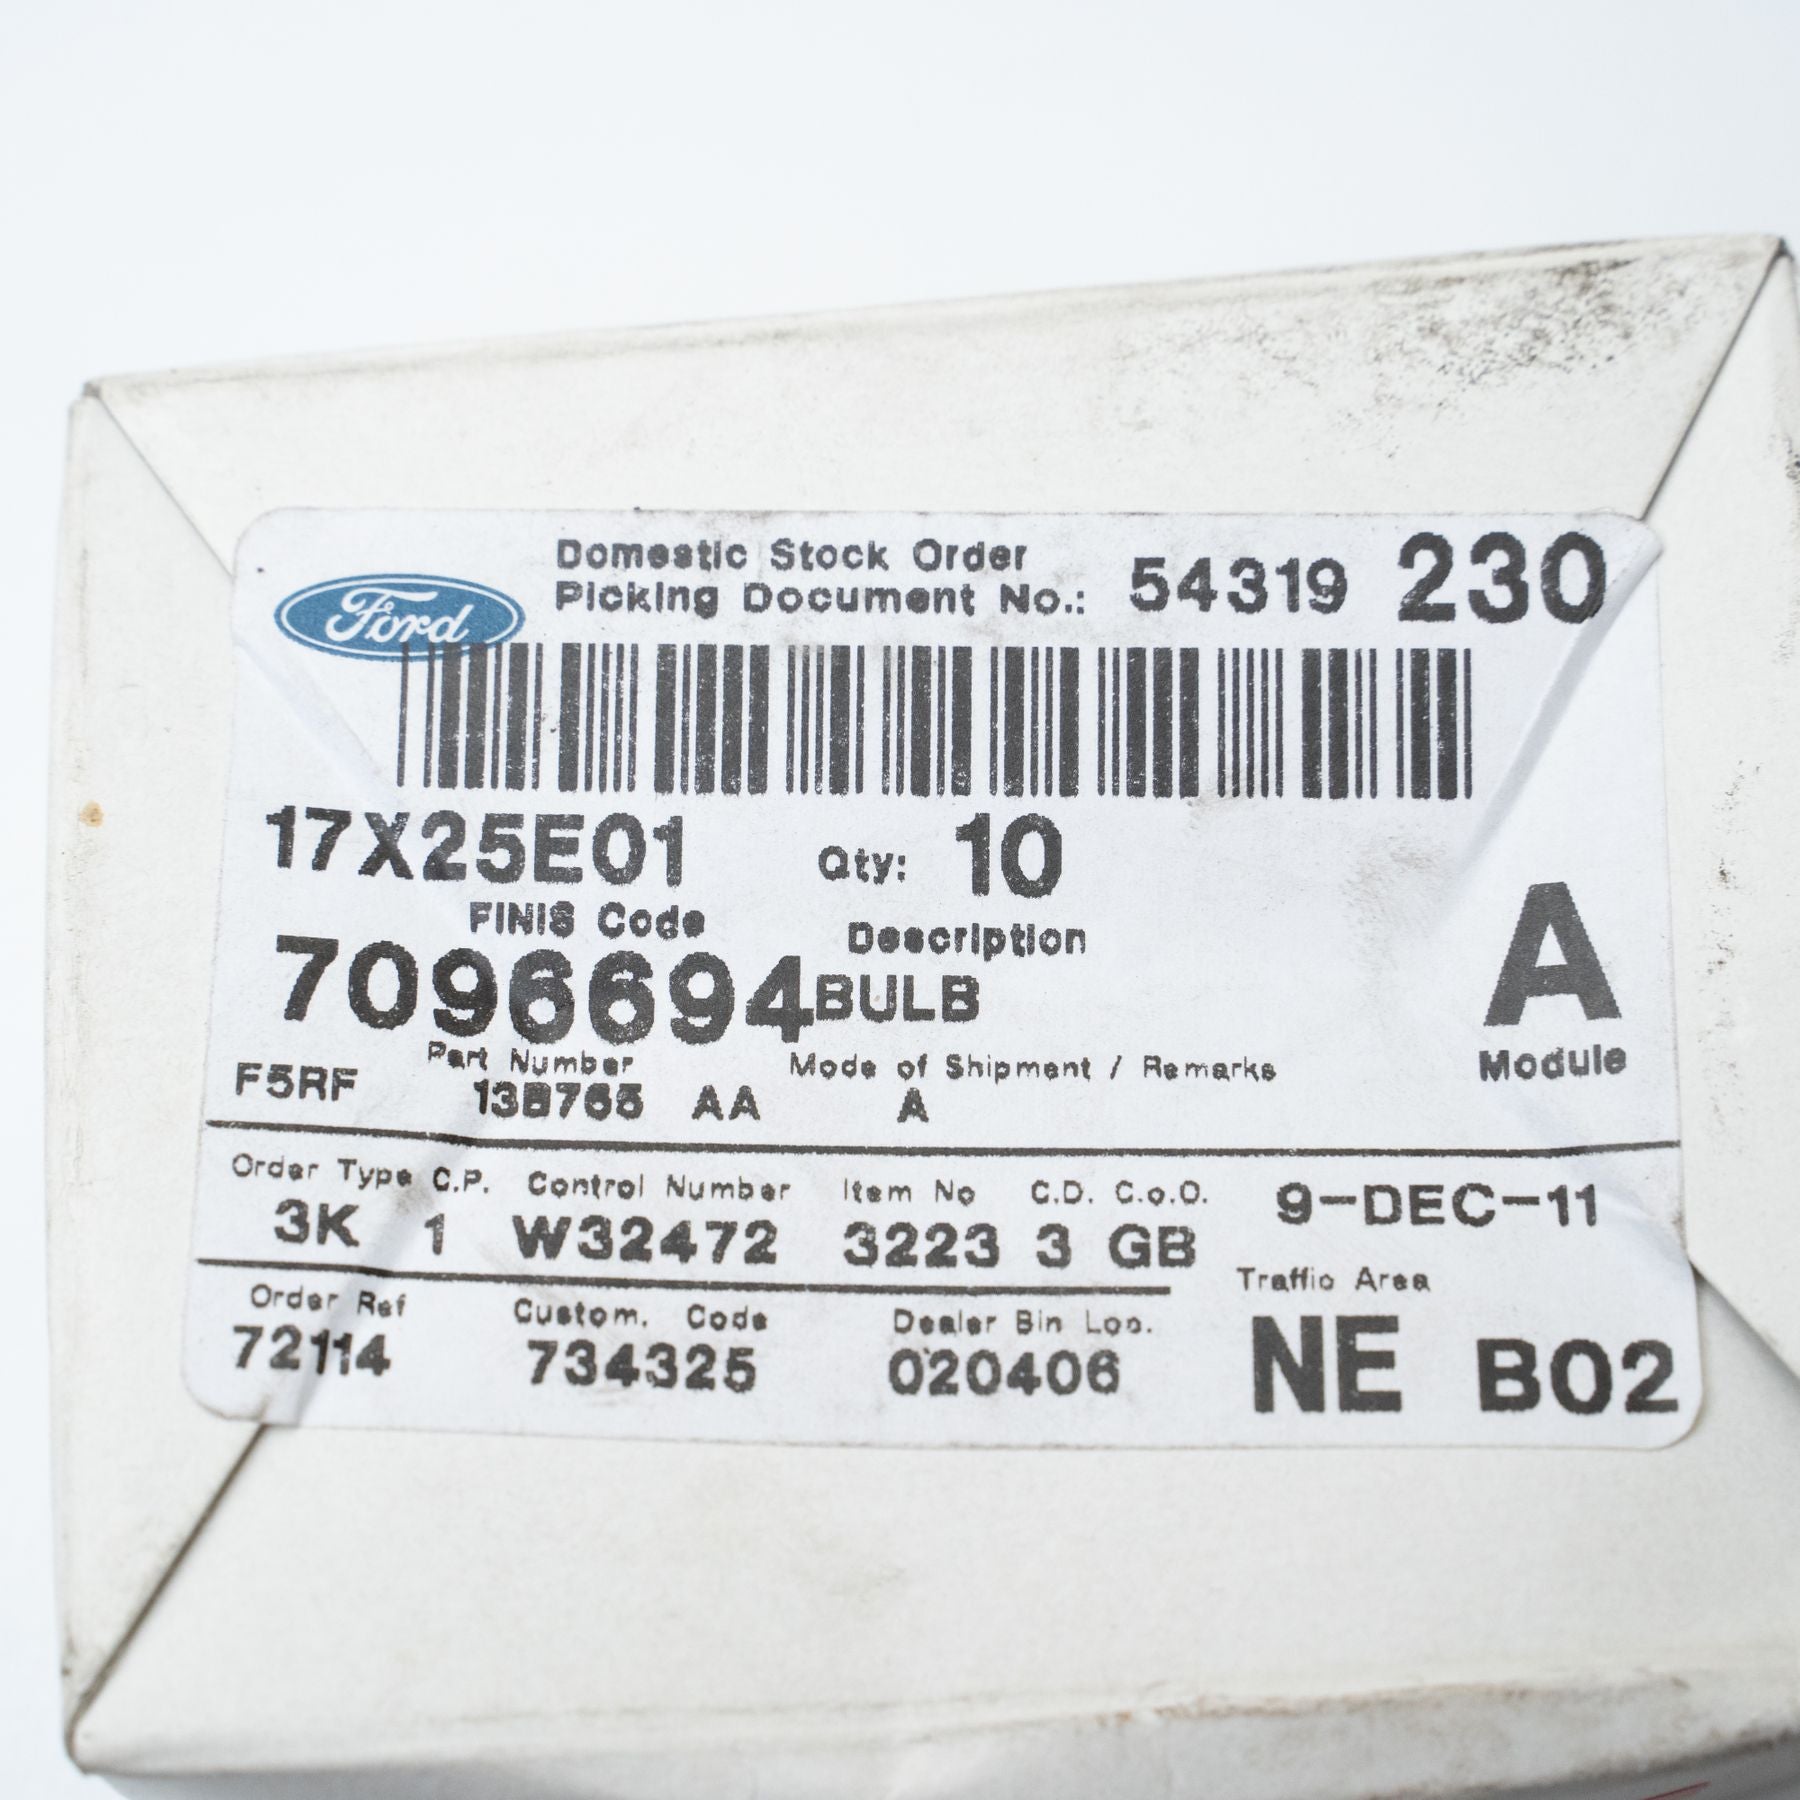 Ford
Domestic Stock Order
Picking Document No.: 54319 230
17X25E01 Qty: 10
FINIS Code Description
7096694 BULB
A
Module
Part Number Mode of Shipment / Remarks
F5RF 13B765 AA A
Order Type C.P. Control Number Item No C.D. C.o.O. 9-DEC-11
3K 1 W32472 3223 3 GB
Order Ref Custom. Code Dealer Bin Loc. Traffic Area
72114 734325 020406 NE B02